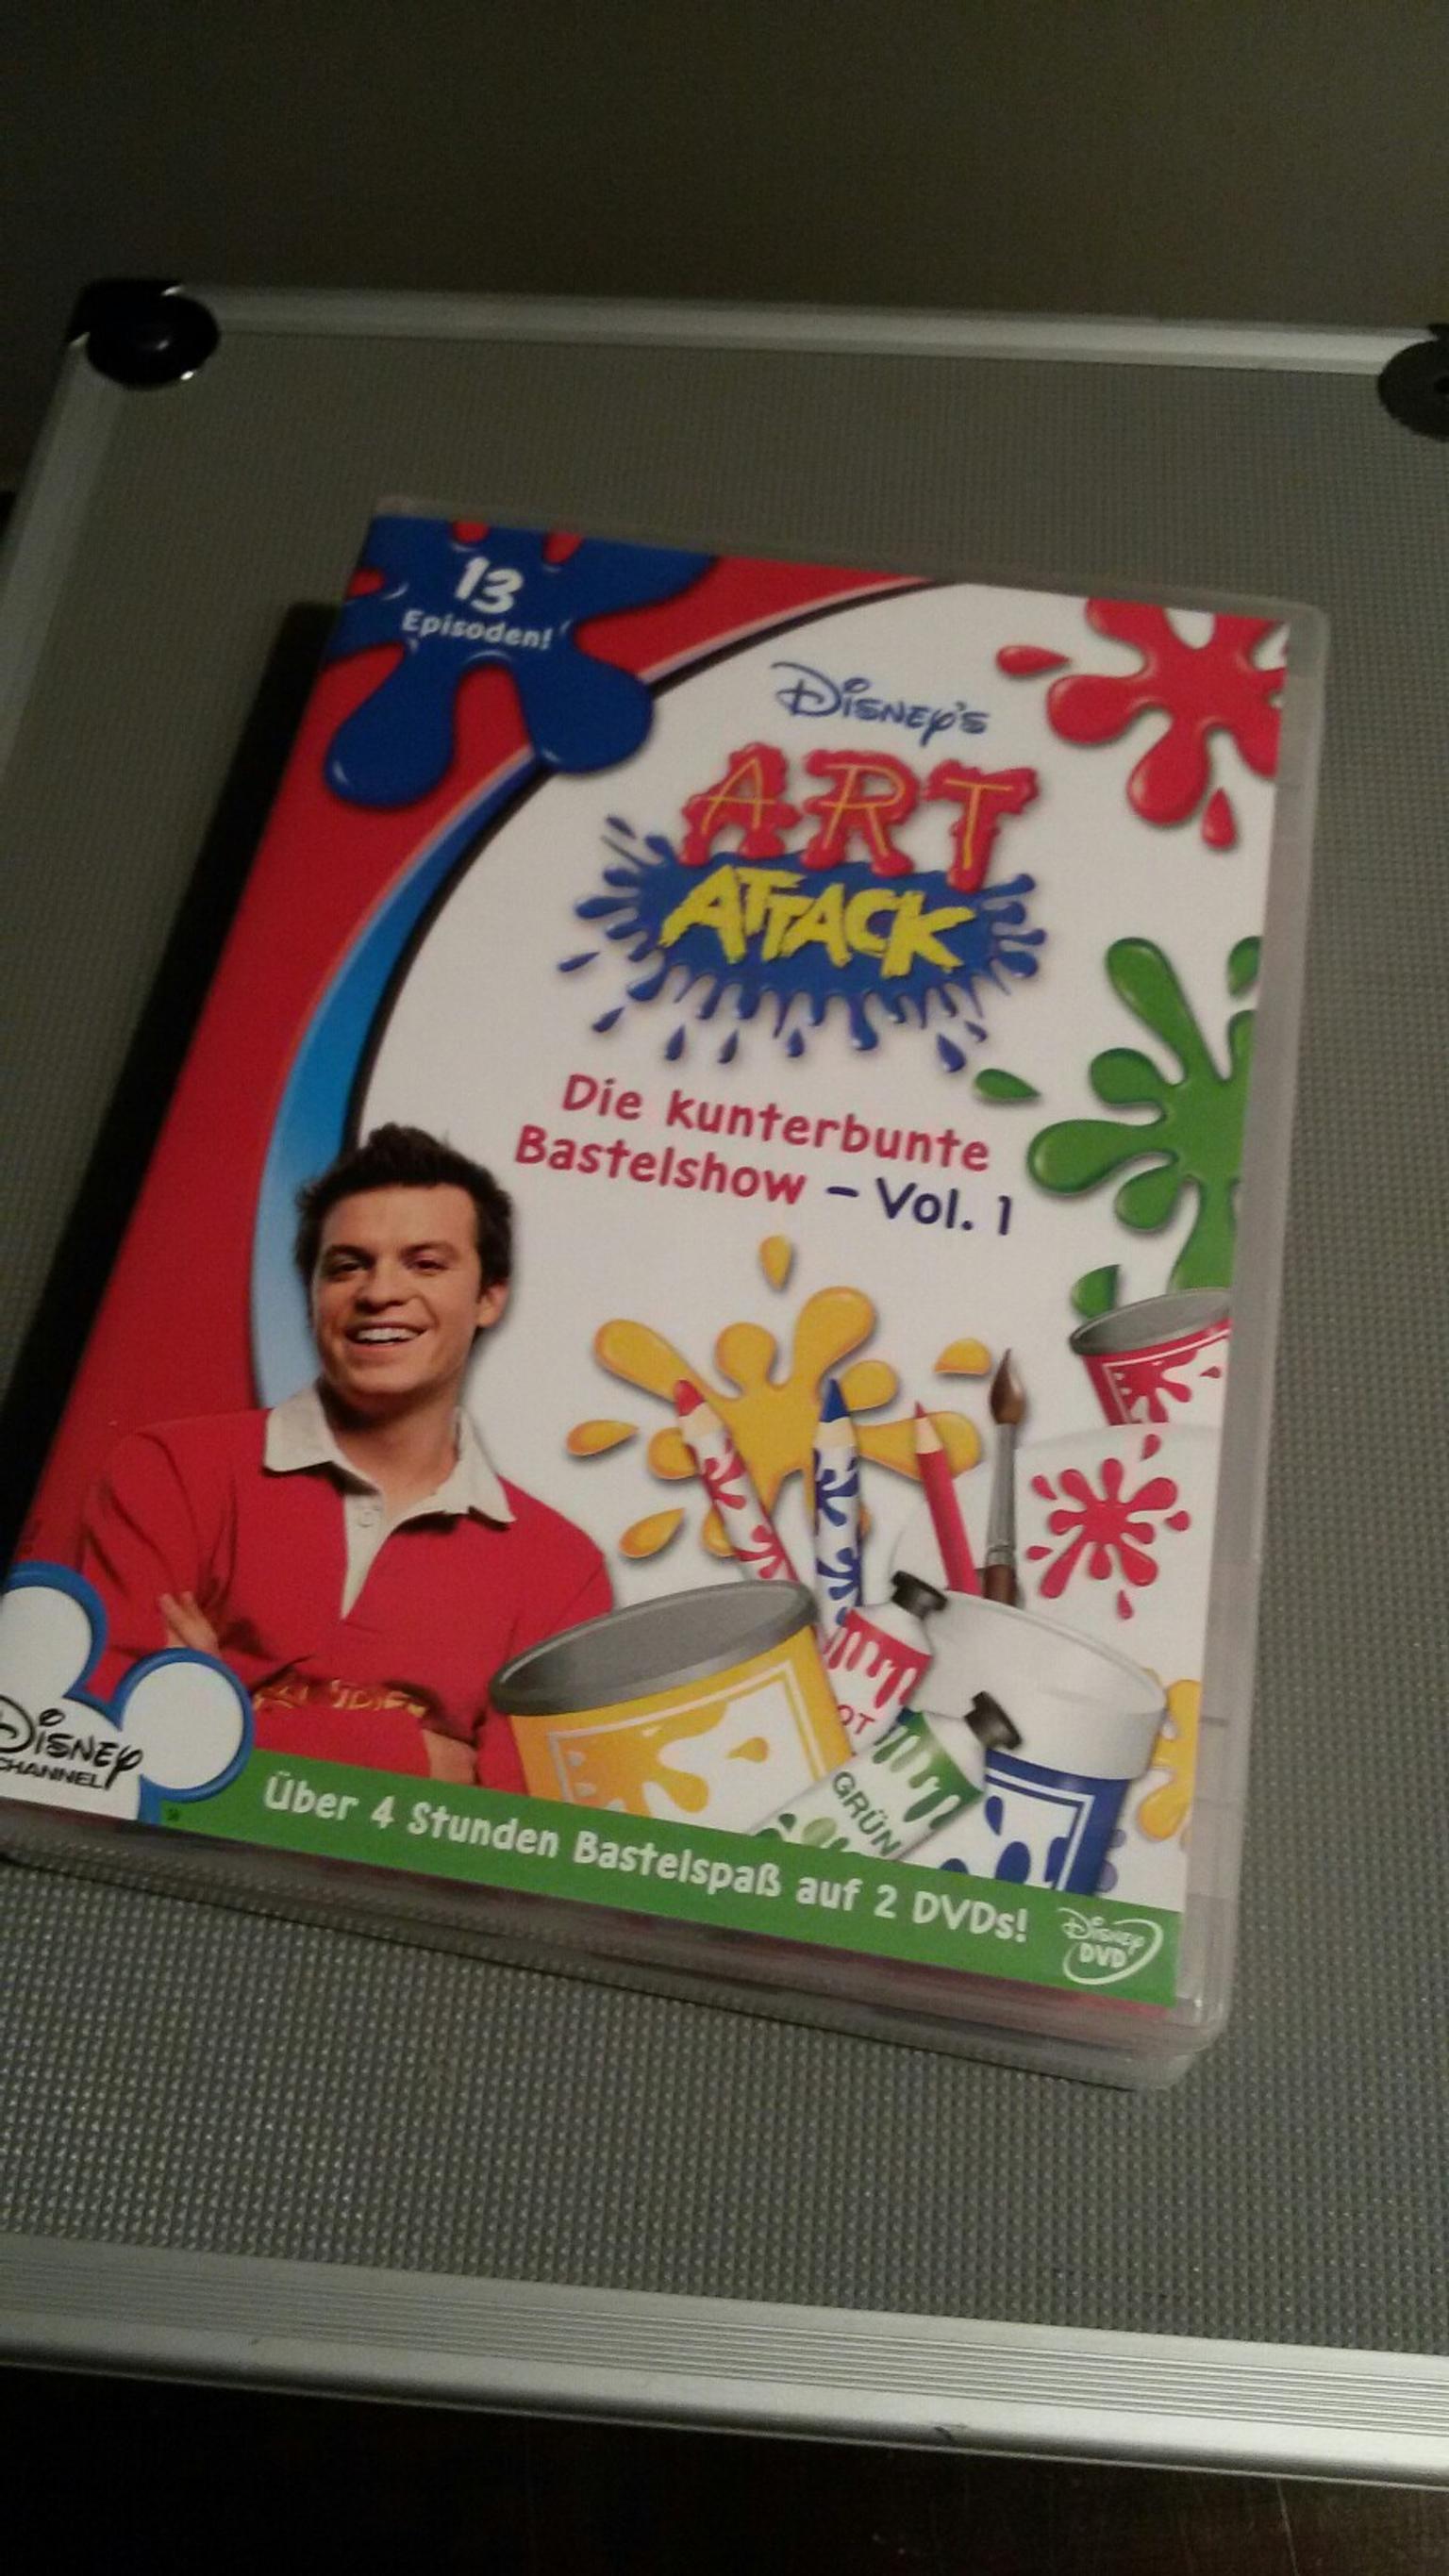 13
Episoden!
Disney's
ART
ATTACK
Die kunterbunte
Bastelshow – Vol. 1
GRÜN
Disney
CHANNEL
Über 4 Stunden Bastelspaß auf 2 DVDs!
Disney
DVD